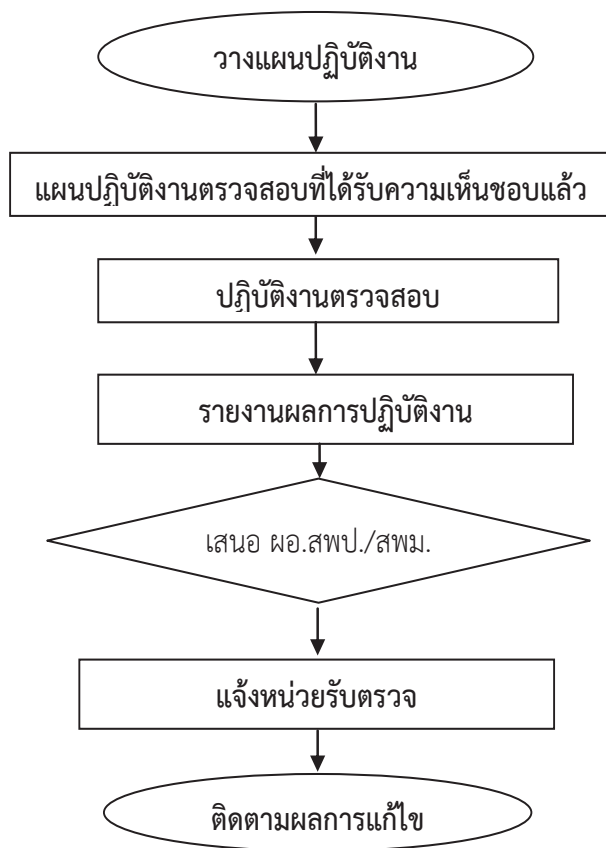 วางแผนปฏิบัติงาน
แผนปฏิบัติงานตรวจสอบที่ได้รับความเห็นชอบแล้ว
ปฏิบัติงานตรวจสอบ
รายงานผลการปฏิบัติงาน
เสนอ ผอ.สพป./สพม.
แจ้งหน่วยรับตรวจ
ติดตามผลการแก้ไข